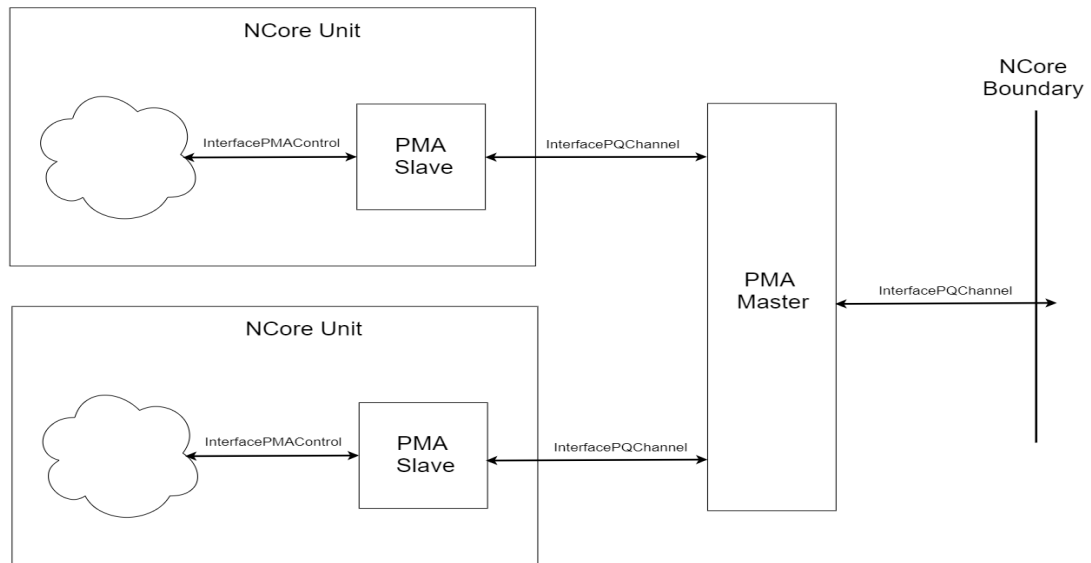 NCore Unit
InterfacePMAControl
PMA
Slave
InterfacePQChannel
NCore
Boundary
PMA
Master
InterfacePQChannel
NCore Unit
InterfacePMAControl
PMA
Slave
InterfacePQChannel